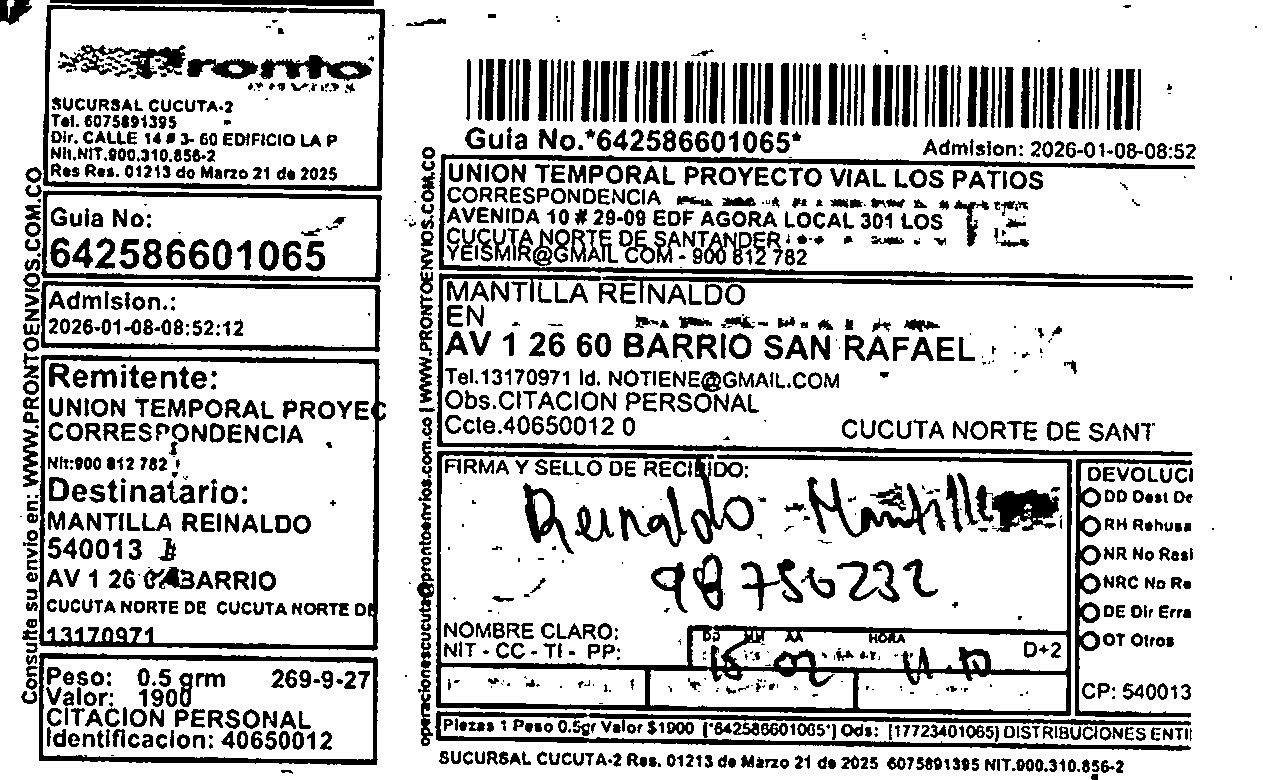 Pronto
SUCURSAL CUCUTA-2
Tel. 6075891395
Dir. CALLE 14 # 3- 60 EDIFICIO LA P
Nit.NIT.900.310.856-2
Res Res. 01213 do Marzo 21 de 2025
Guia No:
642586601065
Admision.:
2026-01-08-08:52:12
Remitente:
UNION TEMPORAL PROYEC
CORRESPONDENCIA
Nit:900 812 782
Destinatario:
MANTILLA REINALDO
540013
AV 1 26 BARRIO
CUCUTA NORTE DE CUCUTA NORTE DE
13170971
Peso: 0.5 grm 269-9-27
Valor: 1900
CITACION PERSONAL
Identificacion: 40650012
Consulte su envio en: WWW.PRONTOENVIOS.COM.CO
Guia No.*642586601065*
Admision: 2026-01-08-08:52
UNION TEMPORAL PROYECTO VIAL LOS PATIOS
CORRESPONDENCIA
AVENIDA 10 # 29-09 EDF AGORA LOCAL 301 LOS
CUCUTA NORTE DE SANTANDER
YEISMIR@GMAIL COM - 900 812 782
MANTILLA REINALDO
EN
AV 1 26 60 BARRIO SAN RAFAEL
Tel.13170971 Id. NOTIENE@GMAIL.COM
Obs.CITACION PERSONAL
Ccte.40650012 0 CUCUTA NORTE DE SANT
FIRMA Y SELLO DE RECIBIDO:
Reinaldo Mantilla
98756232
NOMBRE CLARO:
NIT - CC - TI - PP:
DD MM AA HORA
15 02 11-10
D+2
DEVOLUCI
DD Dest De
RH Rehusa
NR No Resi
NRC No Re
DE Dir Erra
OT Otros
CP: 540013
Piezas 1 Peso 0.5gr Valor $1900 [*642586601065*] Ods: [17723401065] DISTRIBUCIONES ENTI
SUCURSAL CUCUTA-2 Res. 01213 de Marzo 21 de 2025 6075891395 NIT.900.310.856-2
operacionescucuta@prontoenvios.com.co | WWW.PRONTOENVIOS.COM.CO